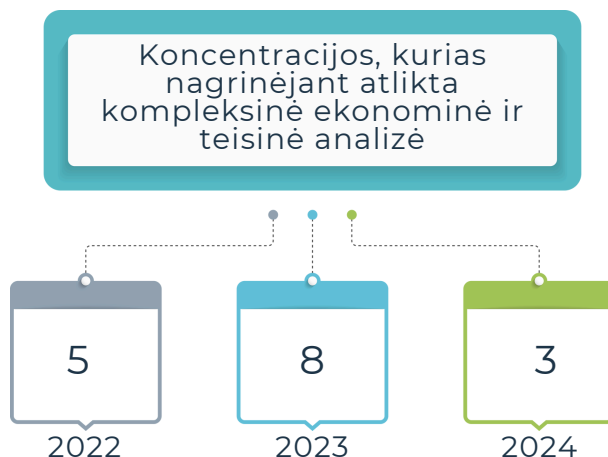 Koncentracijos, kurias
nagrinėjant atlikta
kompleksinė ekonominė ir
teisinė analizė
5
8
3
2022
2023
2024